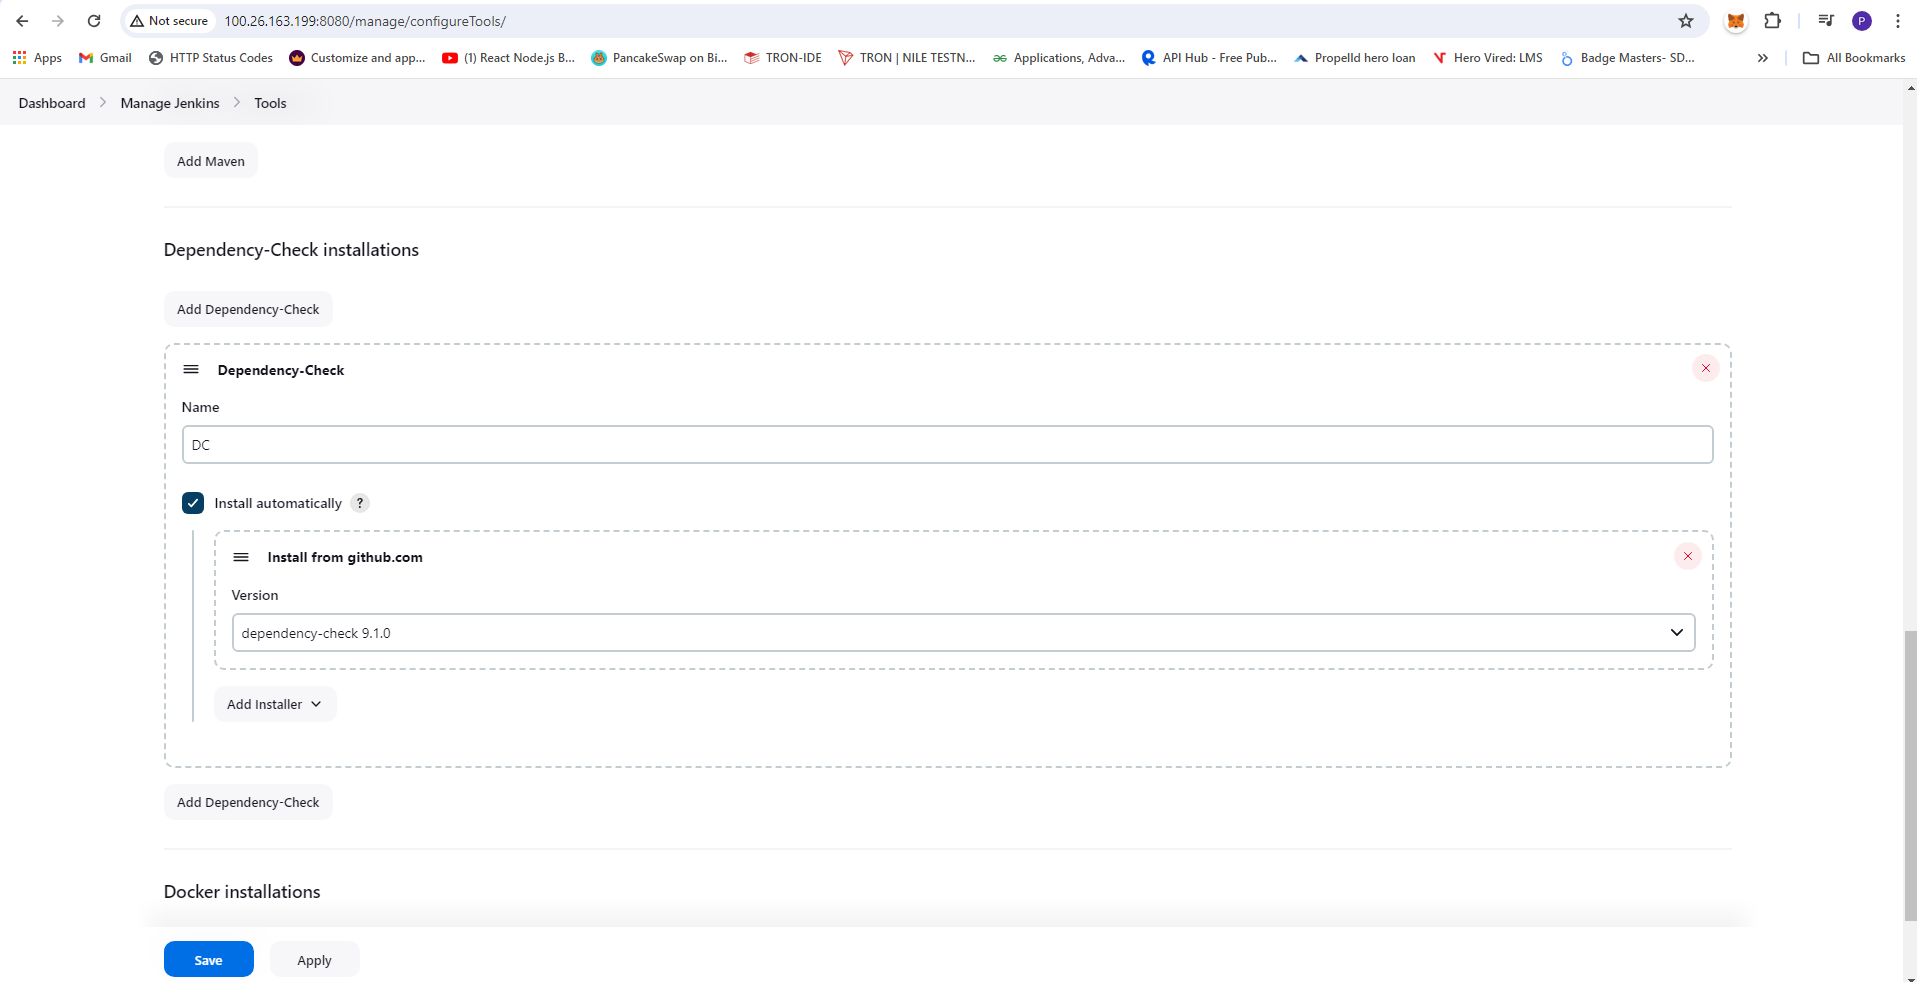 Not secure 100.26.163.199:8080/manage/configureTools/ P
Apps Gmail HTTP Status Codes Customize and app... (1) React Node.js B... PancakeSwap on Bi... TRON-IDE TRON | NILE TESTN... Applications, Adva... API Hub - Free Pub... Propelld hero loan Hero Vired: LMS Badge Masters- SD... All Bookmarks
Dashboard Manage Jenkins Tools
Add Maven
Dependency-Check installations
Add Dependency-Check
Dependency-Check
Name
DC
Install automatically ?
Install from github.com
Version
dependency-check 9.1.0
Add Installer
Add Dependency-Check
Docker installations
Save Apply